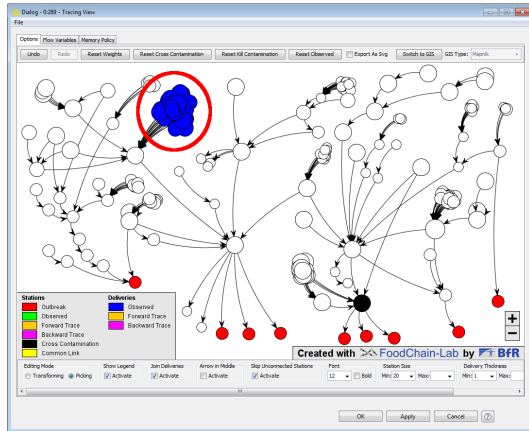 Dialog - 0:289 - Tracing View
File
Options Flow Variables Memory Policy
Undo Redo Reset Weights Reset Cross Contamination Reset Kill Contamination Reset Observed Export As Svg Switch to GIS GIS Type: Mapnik
Stations Deliveries
Outbreak Observed
Observed Forward Trace
Forward Trace Backward Trace
Backward Trace
Cross Contamination
Common Link
+
−
Created with FoodChain-Lab by BfR
Editing Mode Show Legend Join Deliveries Arrow in Middle Skip Unconnected Stations Font Station Size Delivery Thickness
Transforming Picking Activate Activate Activate Activate 12 Bold Min: 20 Max: Min: 1 Max:
OK Apply Cancel ?